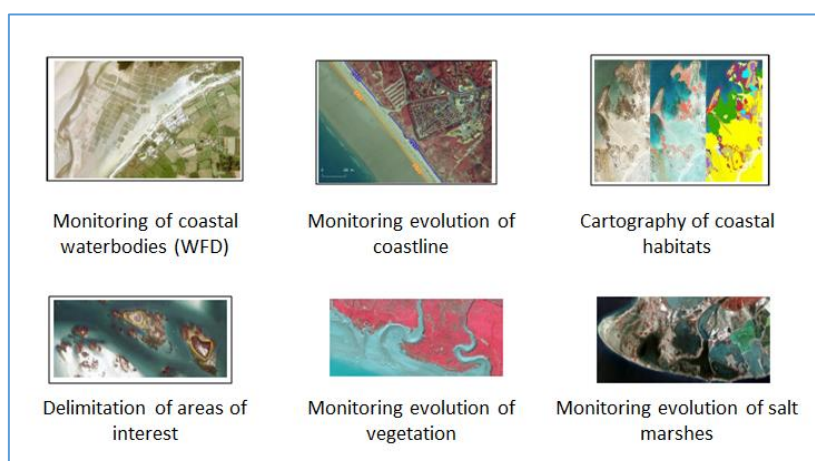 Monitoring of coastal
waterbodies (WFD)
Monitoring evolution of
coastline
Cartography of coastal
habitats
Delimitation of areas of
interest
Monitoring evolution of
vegetation
Monitoring evolution of salt
marshes